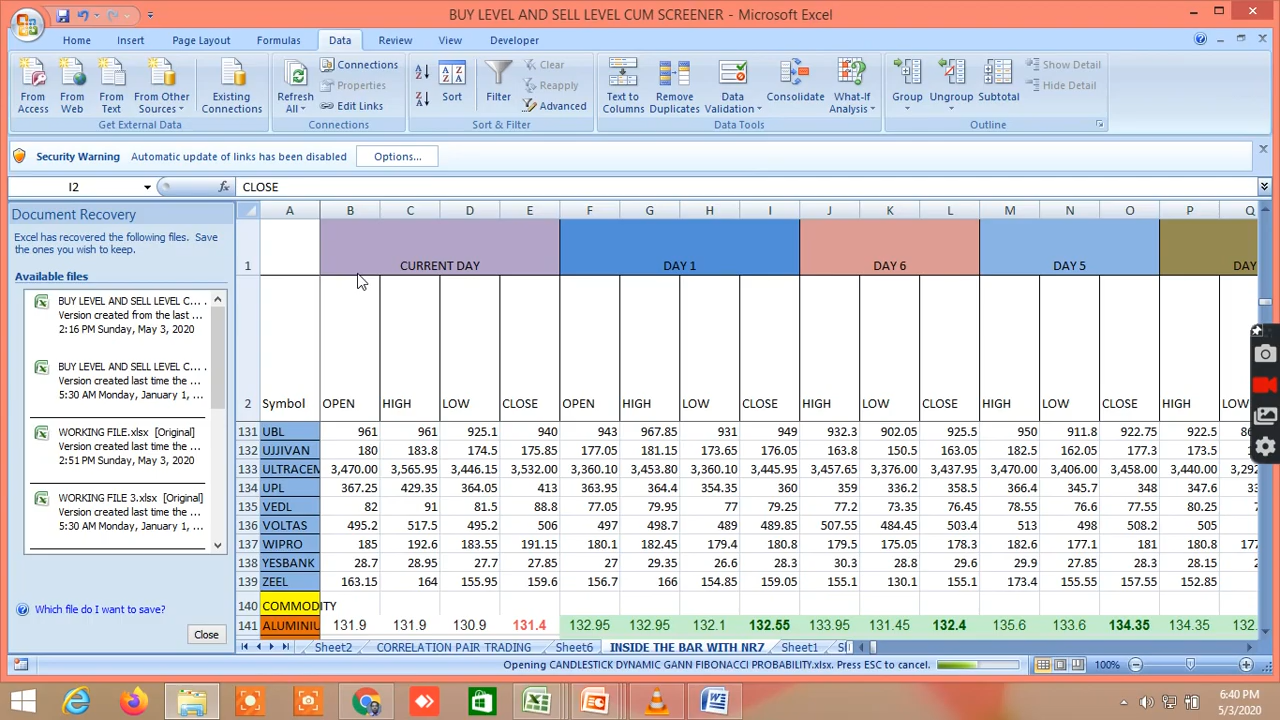 BUY LEVEL AND SELL LEVEL CUM SCREENER - Microsoft Excel
Home Insert Page Layout Formulas Data Review View Developer
From Access
From Web
From Text
From Other Sources
Existing Connections
Get External Data
Refresh All
Connections
Properties
Edit Links
Connections
Sort
Filter
Clear
Reapply
Advanced
Sort & Filter
Text to Columns
Remove Duplicates
Data Validation
Consolidate
What-If Analysis
Data Tools
Group
Ungroup
Subtotal
Show Detail
Hide Detail
Outline
Security Warning Automatic update of links has been disabled Options...
I2 fx CLOSE
Document Recovery
Excel has recovered the following files. Save
the ones you wish to keep.
Available files
BUY LEVEL AND SELL LEVEL C... .
Version created from the last ...
2:16 PM Sunday, May 3, 2020
BUY LEVEL AND SELL LEVEL C... .
Version created last time the ...
5:30 AM Monday, January 1, ...
WORKING FILE.xlsx [Original]
Version created last time the ...
2:51 PM Sunday, May 3, 2020
WORKING FILE 3.xlsx [Original]
Version created last time the ...
5:30 AM Monday, January 1, ...
Which file do I want to save?
Close
A B C D E F G H I J K L M N O P Q
1 CURRENT DAY DAY 1 DAY 6 DAY 5 DAY
2 Symbol OPEN HIGH LOW CLOSE OPEN HIGH LOW CLOSE HIGH LOW CLOSE HIGH LOW CLOSE HIGH LOW
131 UBL 961 961 925.1 940 943 967.85 931 949 932.3 902.05 925.5 950 911.8 922.75 922.5
132 UJJIVAN 180 183.8 174.5 175.85 177.05 181.15 173.65 176.05 163.8 150.5 163.05 182.5 162.05 177.3 173.5
133 ULTRACEM 3,470.00 3,565.95 3,446.15 3,532.00 3,360.10 3,453.80 3,360.10 3,445.95 3,457.65 3,376.00 3,437.95 3,470.00 3,406.00 3,458.00 3,440.00 3,292
134 UPL 367.25 429.35 364.05 413 363.95 364.4 354.35 360 359 336.2 358.5 366.4 345.7 348 347.6
135 VEDL 82 91 81.5 88.8 77.05 79.95 77 79.25 77.2 73.35 76.45 78.55 76.6 77.55 80.25
136 VOLTAS 495.2 517.5 495.2 506 497 498.7 489 489.85 507.55 484.45 503.4 513 498 508.2 505
137 WIPRO 185 192.6 183.55 191.15 180.1 182.45 179.4 180.8 179.5 175.05 178.3 182.6 177.1 181 180.8 177
138 YESBANK 28.7 28.95 27.7 27.85 27 29.35 26.6 28.3 30.3 28.8 29.6 29.9 27.85 28.3 28.15
139 ZEEL 163.15 164 155.95 159.6 156.7 166 154.85 159.05 155.1 130.1 155.1 173.4 155.55 157.55 152.85
140 COMMODITY
141 ALUMINIU 131.9 131.9 130.9 131.4 132.95 132.95 132.1 132.55 133.95 131.45 132.4 135.6 133.6 134.35 134.35 132.
Sheet2 CORRELATION PAIR TRADING Sheet6 INSIDE THE BAR WITH NR7 Sheet1
Opening CANDLESTICK DYNAMIC GANN FIBONACCI PROBABILITY.xlsx. Press ESC to cancel. 100%
6:40 PM
5/3/2020